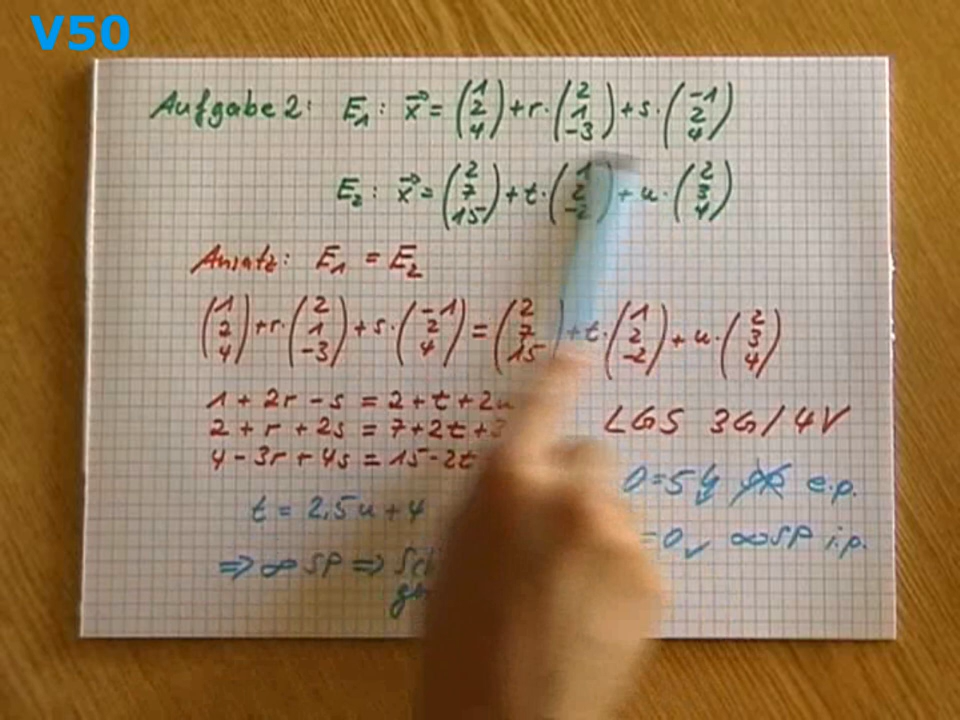 V50
Aufgabe 2: E₁: x⃗ = (1 2 4) + r · (2 1 -3) + s · (-1 2 4)
E₂: x⃗ = (2 7 15) + t · (1 2 -2) + u · (2 3 4)
Ansatz: E₁ = E₂
(1 2 4) + r · (2 1 -3) + s · (-1 2 4) = (2 7 15) + t · (1 2 -2) + u · (2 3 4)
1 + 2r - s = 2 + t + 2u
2 + r + 2s = 7 + 2t + 3
4 - 3r + 4s = 15 - 2t
LGS 3G/4V
t = 2,5u + 4
0=5 ↯ e.p.
=0✓ ∞SP i.p.
⇒ ∞ SP ⇒